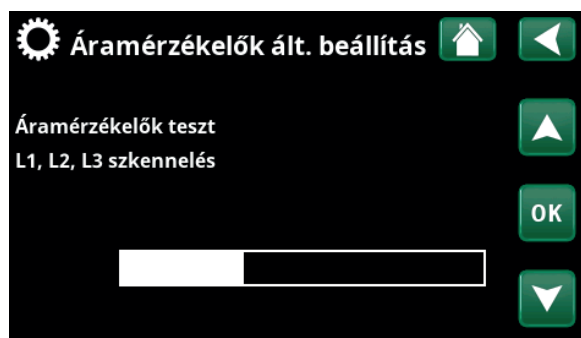 Áramérzékelők ált. beállítás
Áramérzékelők teszt
L1, L2, L3 szkennelés
OK